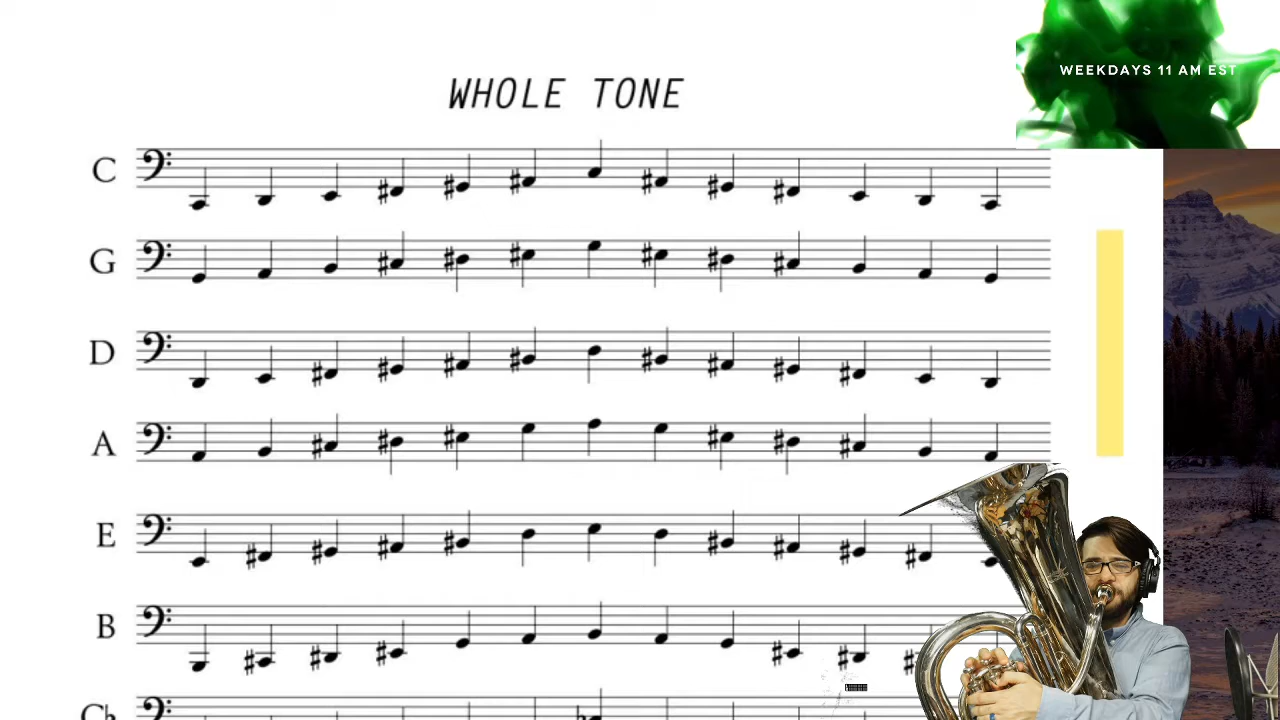 WEEKDAYS 11 AM EST
WHOLE TONE
C
G
D
A
E
B
C♭